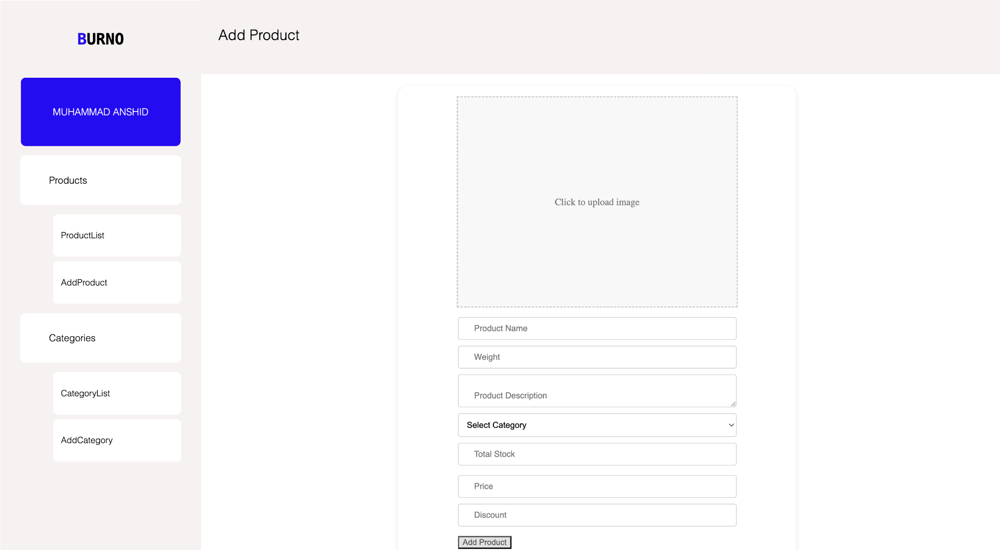 BURNO
MUHAMMAD ANSHID
Products
ProductList
AddProduct
Categories
CategoryList
AddCategory
Add Product
Click to upload image
Product Name
Weight
Product Description
Select Category
Total Stock
Price
Discount
Add Product